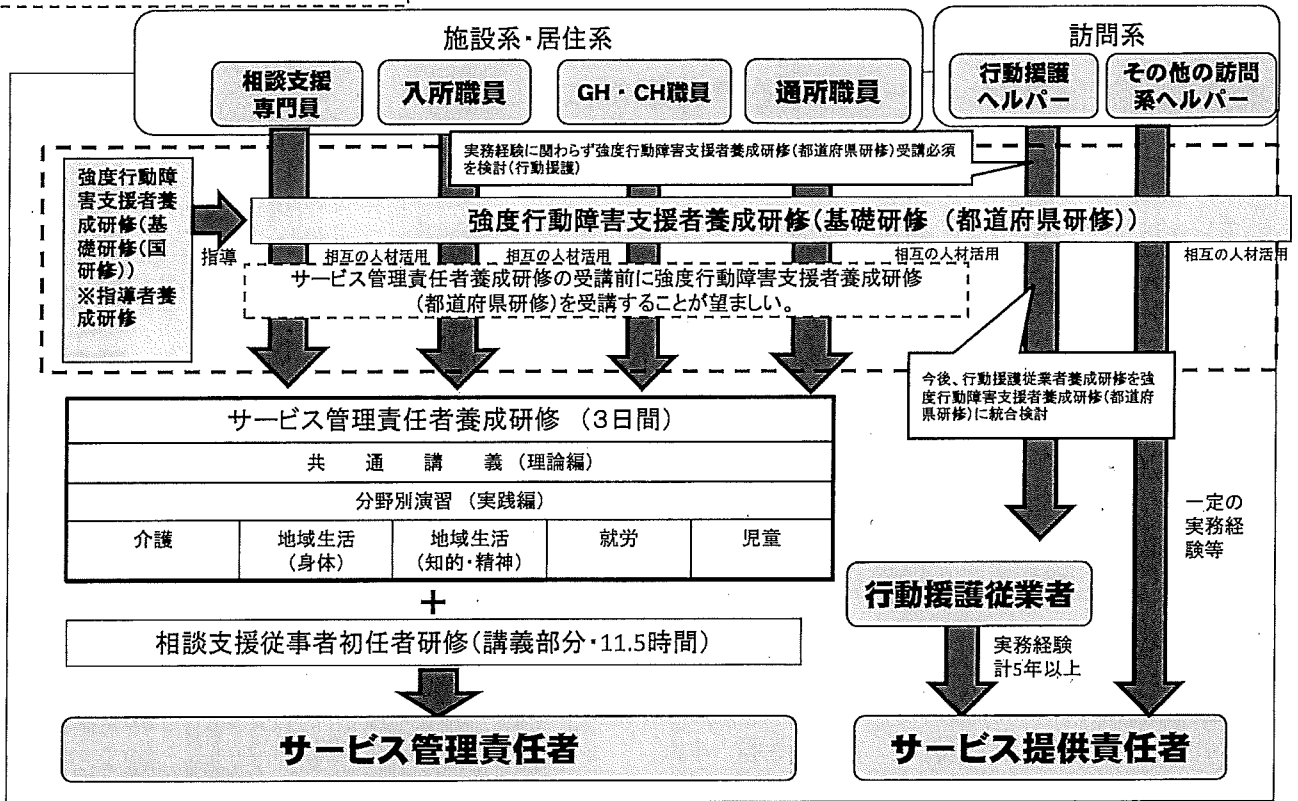 施設系・居住系
訪問系
相談支援
専門員
入所職員
GH・CH職員
通所職員
行動援護
ヘルパー
その他の訪問
系ヘルパー
実務経験に関わらず強度行動障害支援者養成研修(都道府県研修)受講必須
を検討(行動援護)
強度行動障
害支援者養
成研修(基
礎研修(国
研修))
※指導者養
成研修
指導
強度行動障害支援者養成研修(基礎研修（都道府県研修))
相互の人材活用
相互の人材活用
相互の人材活用
相互の人材活用
サービス管理責任者養成研修の受講前に強度行動障害支援者養成研修
(都道府県研修)を受講することが望ましい。
今後、行動援護従業者養成研修を強
度行動障害支援者養成研修(都道府
県研修)に統合検討
サービス管理責任者養成研修（3日間）
共通講義（理論編）
分野別演習（実践編）
介護
地域生活
(身体)
地域生活
(知的・精神)
就労
児童
一定の
実務経
験等
＋
相談支援従事者初任者研修(講義部分・11.5時間)
行動援護従業者
実務経験
計5年以上
サービス管理責任者
サービス提供責任者